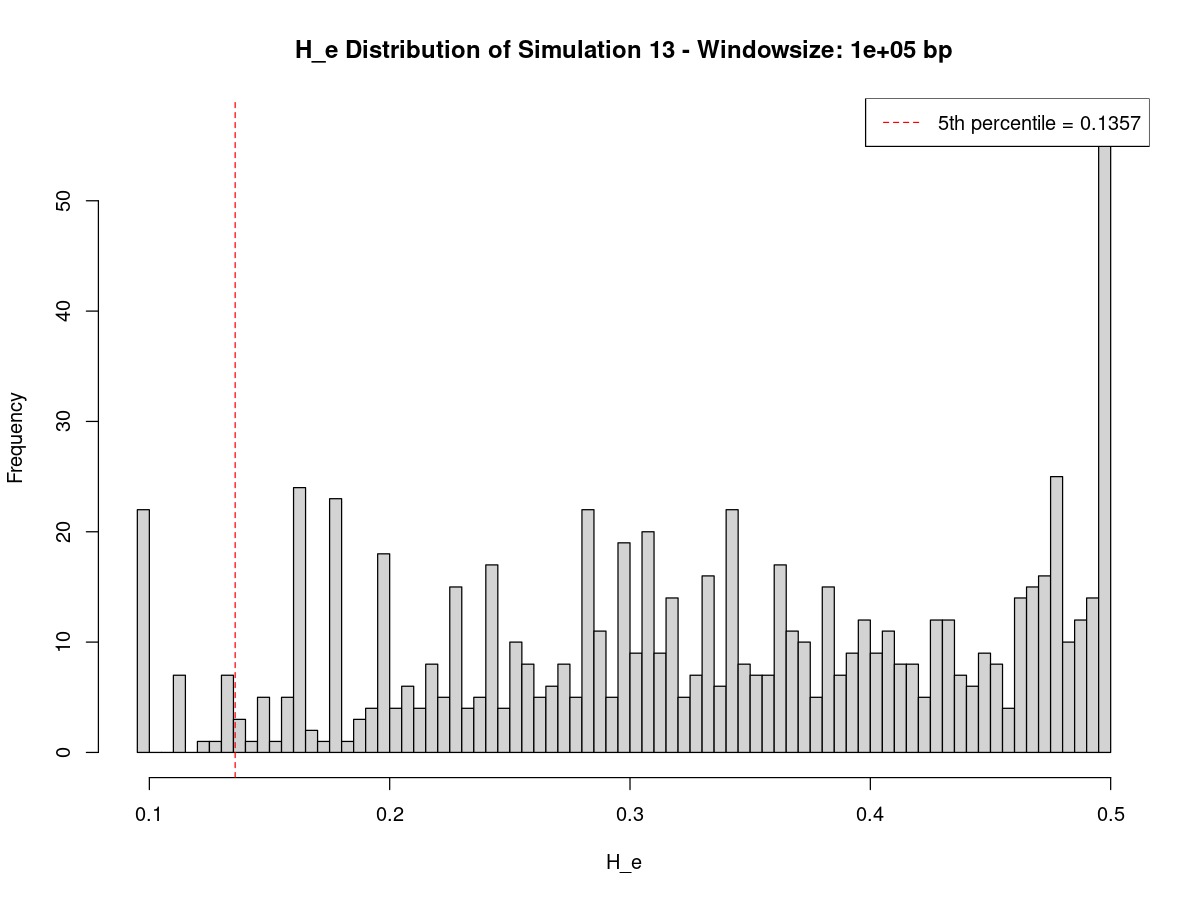 H_e Distribution of Simulation 13 - Windowsize: 1e+05 bp
5th percentile = 0.1357
Frequency
50
40
30
20
10
0
0.1 0.2 0.3 0.4 0.5
H_e